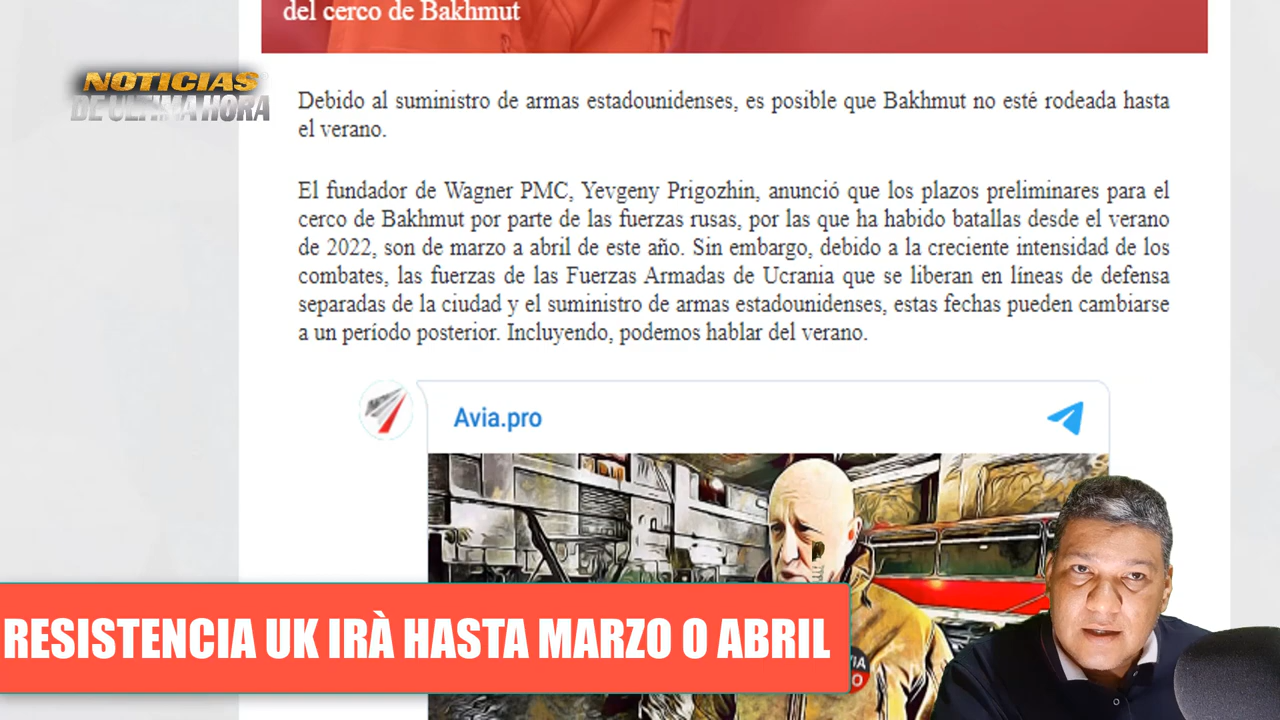 del cerco de Bakhmut
NOTICIAS
DE ULTIMA HORA
Debido al suministro de armas estadounidenses, es posible que Bakhmut no esté rodeada hasta
el verano.
El fundador de Wagner PMC, Yevgeny Prigozhin, anunció que los plazos preliminares para el
cerco de Bakhmut por parte de las fuerzas rusas, por las que ha habido batallas desde el verano
de 2022, son de marzo a abril de este año. Sin embargo, debido a la creciente intensidad de los
combates, las fuerzas de las Fuerzas Armadas de Ucrania que se liberan en líneas de defensa
separadas de la ciudad y el suministro de armas estadounidenses, estas fechas pueden cambiarse
a un período posterior. Incluyendo, podemos hablar del verano.
Avia.pro
RESISTENCIA UK IRÀ HASTA MARZO O ABRIL